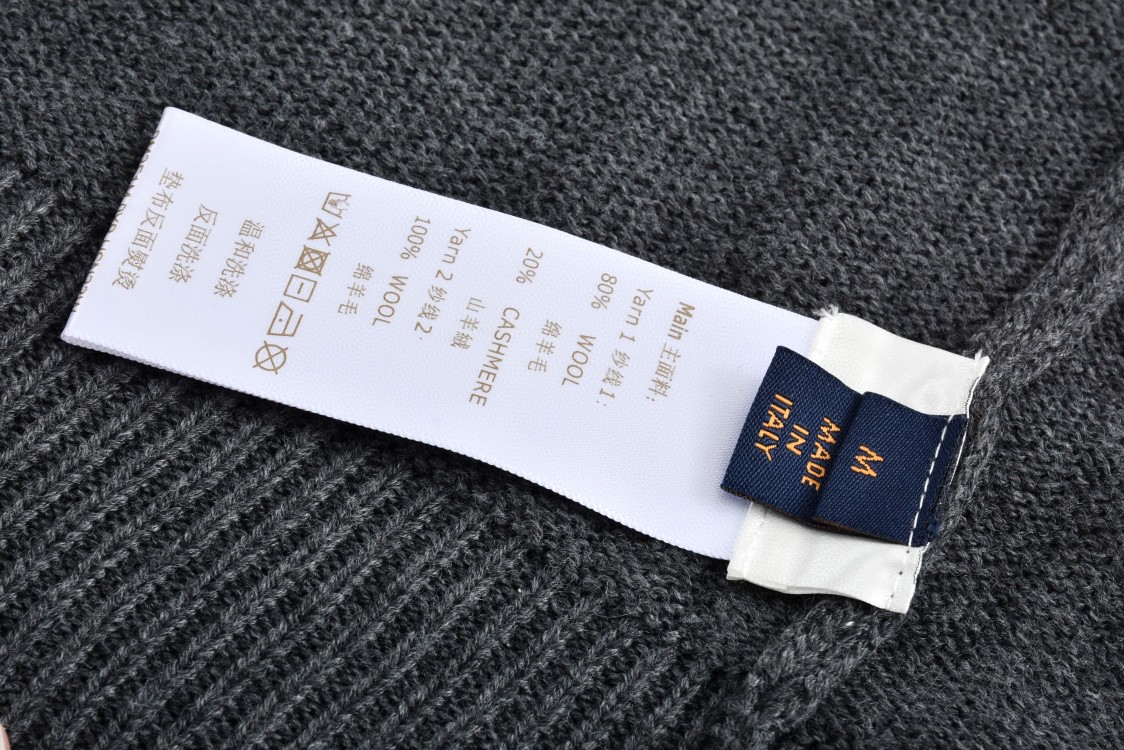 M
MADE
IN
ITALY
Main 主面料:
Yarn 1 纱线 1:
80% WOOL
绵羊毛
20% CASHMERE
山羊绒
Yarn 2 纱线 2:
100% WOOL
绵羊毛
温和洗涤
反面洗涤
垫布反面熨烫